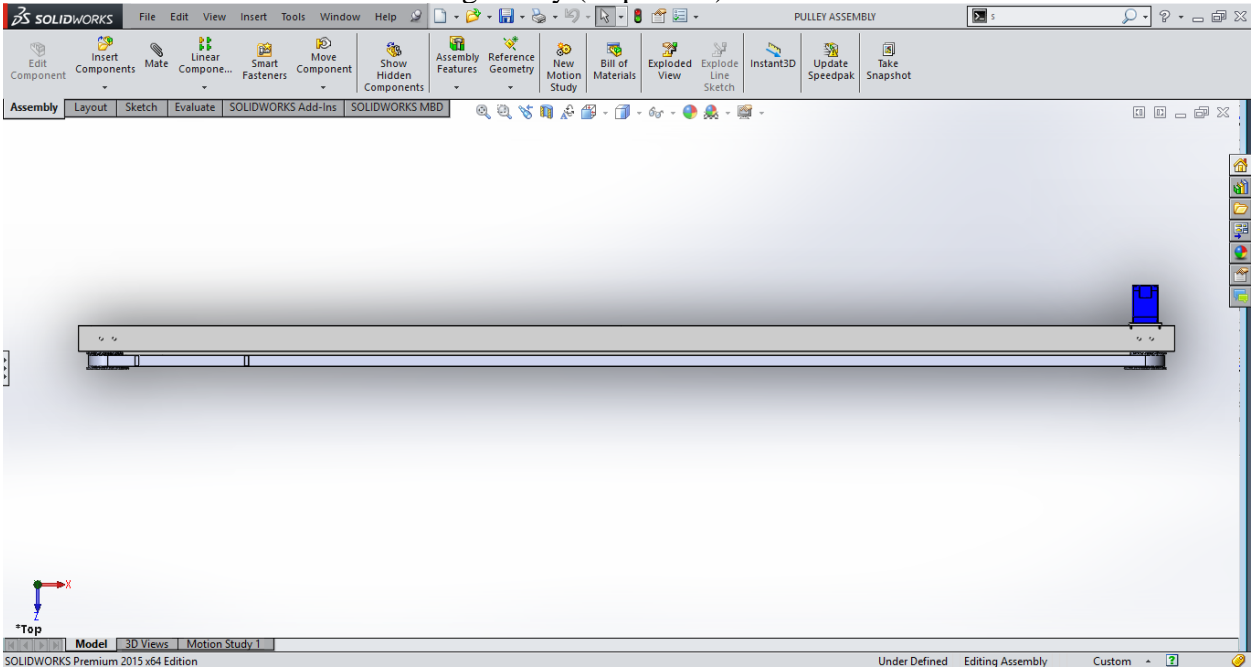 SOLIDWORKS File Edit View Insert Tools Window Help PULLEY ASSEMBLY s
Edit Component
Insert Components
Mate
Linear Compone...
Smart Fasteners
Move Component
Show Hidden Components
Assembly Features
Reference Geometry
New Motion Study
Bill of Materials
Exploded View
Explode Line Sketch
Instant3D
Update Speedpak
Take Snapshot
Assembly Layout Sketch Evaluate SOLIDWORKS Add-Ins SOLIDWORKS MBD
X
Z
*Top
Model 3D Views Motion Study 1
SOLIDWORKS Premium 2015 x64 Edition Under Defined Editing Assembly Custom